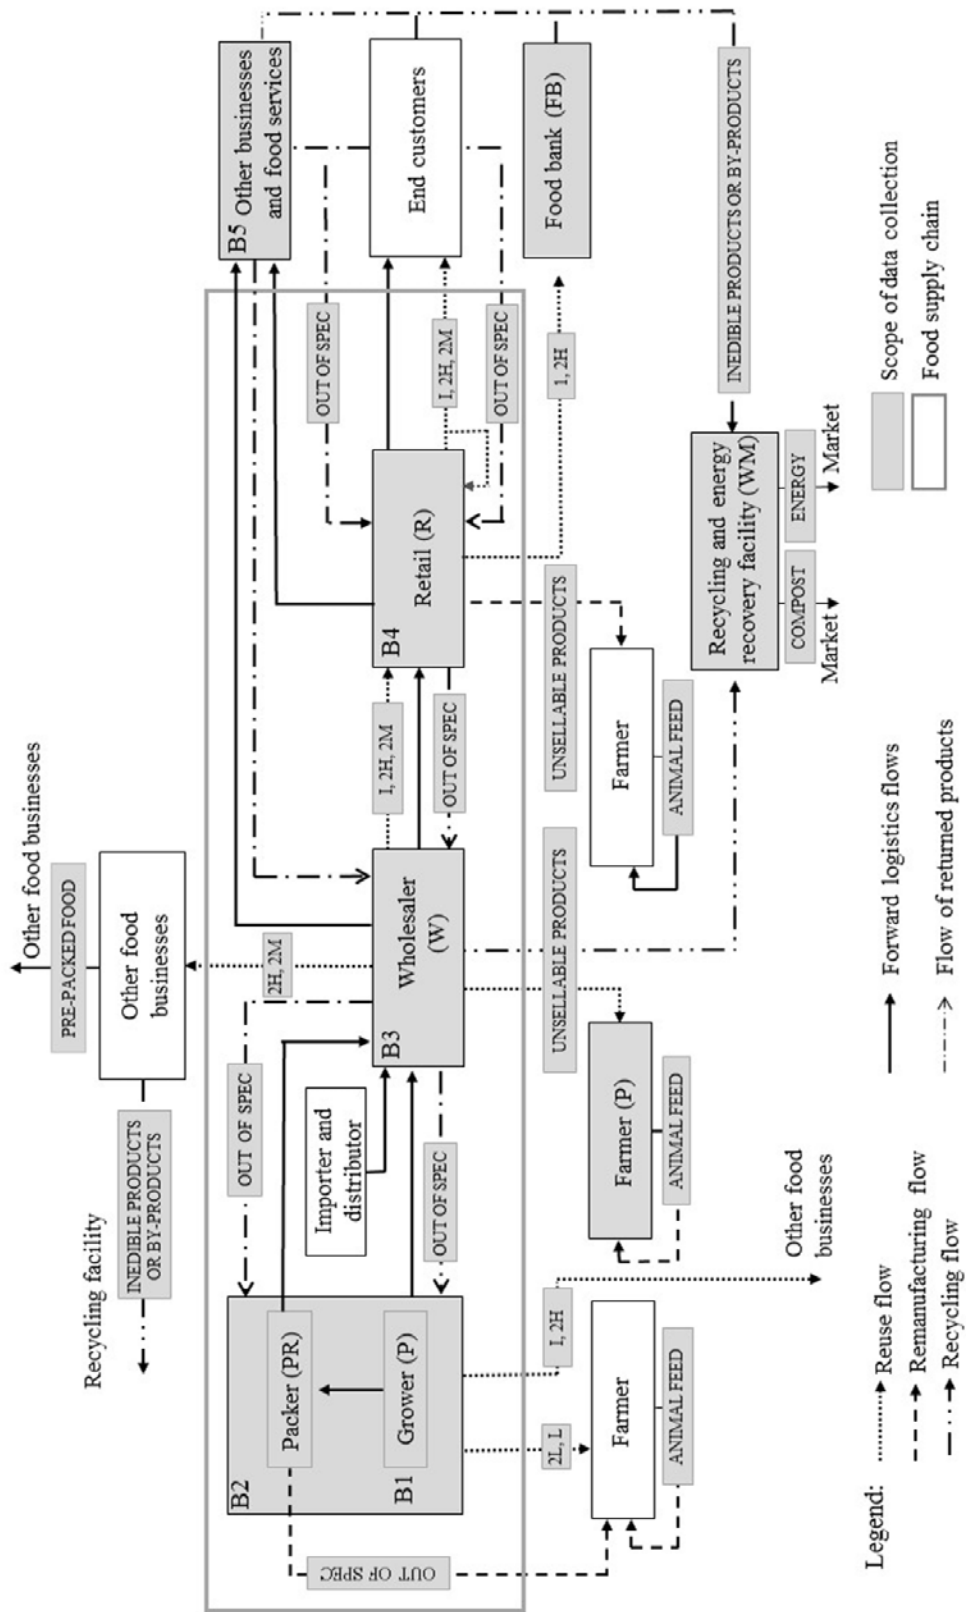 Other food businesses
PRE-PACKED FOOD
Other food
businesses
Recycling facility
INEDIBLE PRODUCTS
OR BY-PRODUCTS
2H, 2M
B5
Other businesses
and food services
B2
Packer (PR)
B1
Grower (P)
OUT OF SPEC
OUT OF SPEC
Importer and
distributor
OUT OF SPEC
B3
Wholesaler
(W)
I, 2H, 2M
OUT OF SPEC
B4
Retail (R)
OUT OF SPEC
I, 2H, 2M
OUT OF SPEC
End customers
1, 2H
Food bank (FB)
2L, L
I, 2H
Farmer
ANIMAL FEED
Other food
businesses
UNSELLABLE PRODUCTS
Farmer (P)
ANIMAL FEED
UNSELLABLE PRODUCTS
Farmer
ANIMAL FEED
INEDIBLE PRODUCTS OR BY-PRODUCTS
Recycling and energy
recovery facility (WM)
COMPOST
ENERGY
Market
Market
Legend:
Reuse flow
Remanufacturing flow
Recycling flow
Forward logistics flows
Flow of returned products
Scope of data collection
Food supply chain